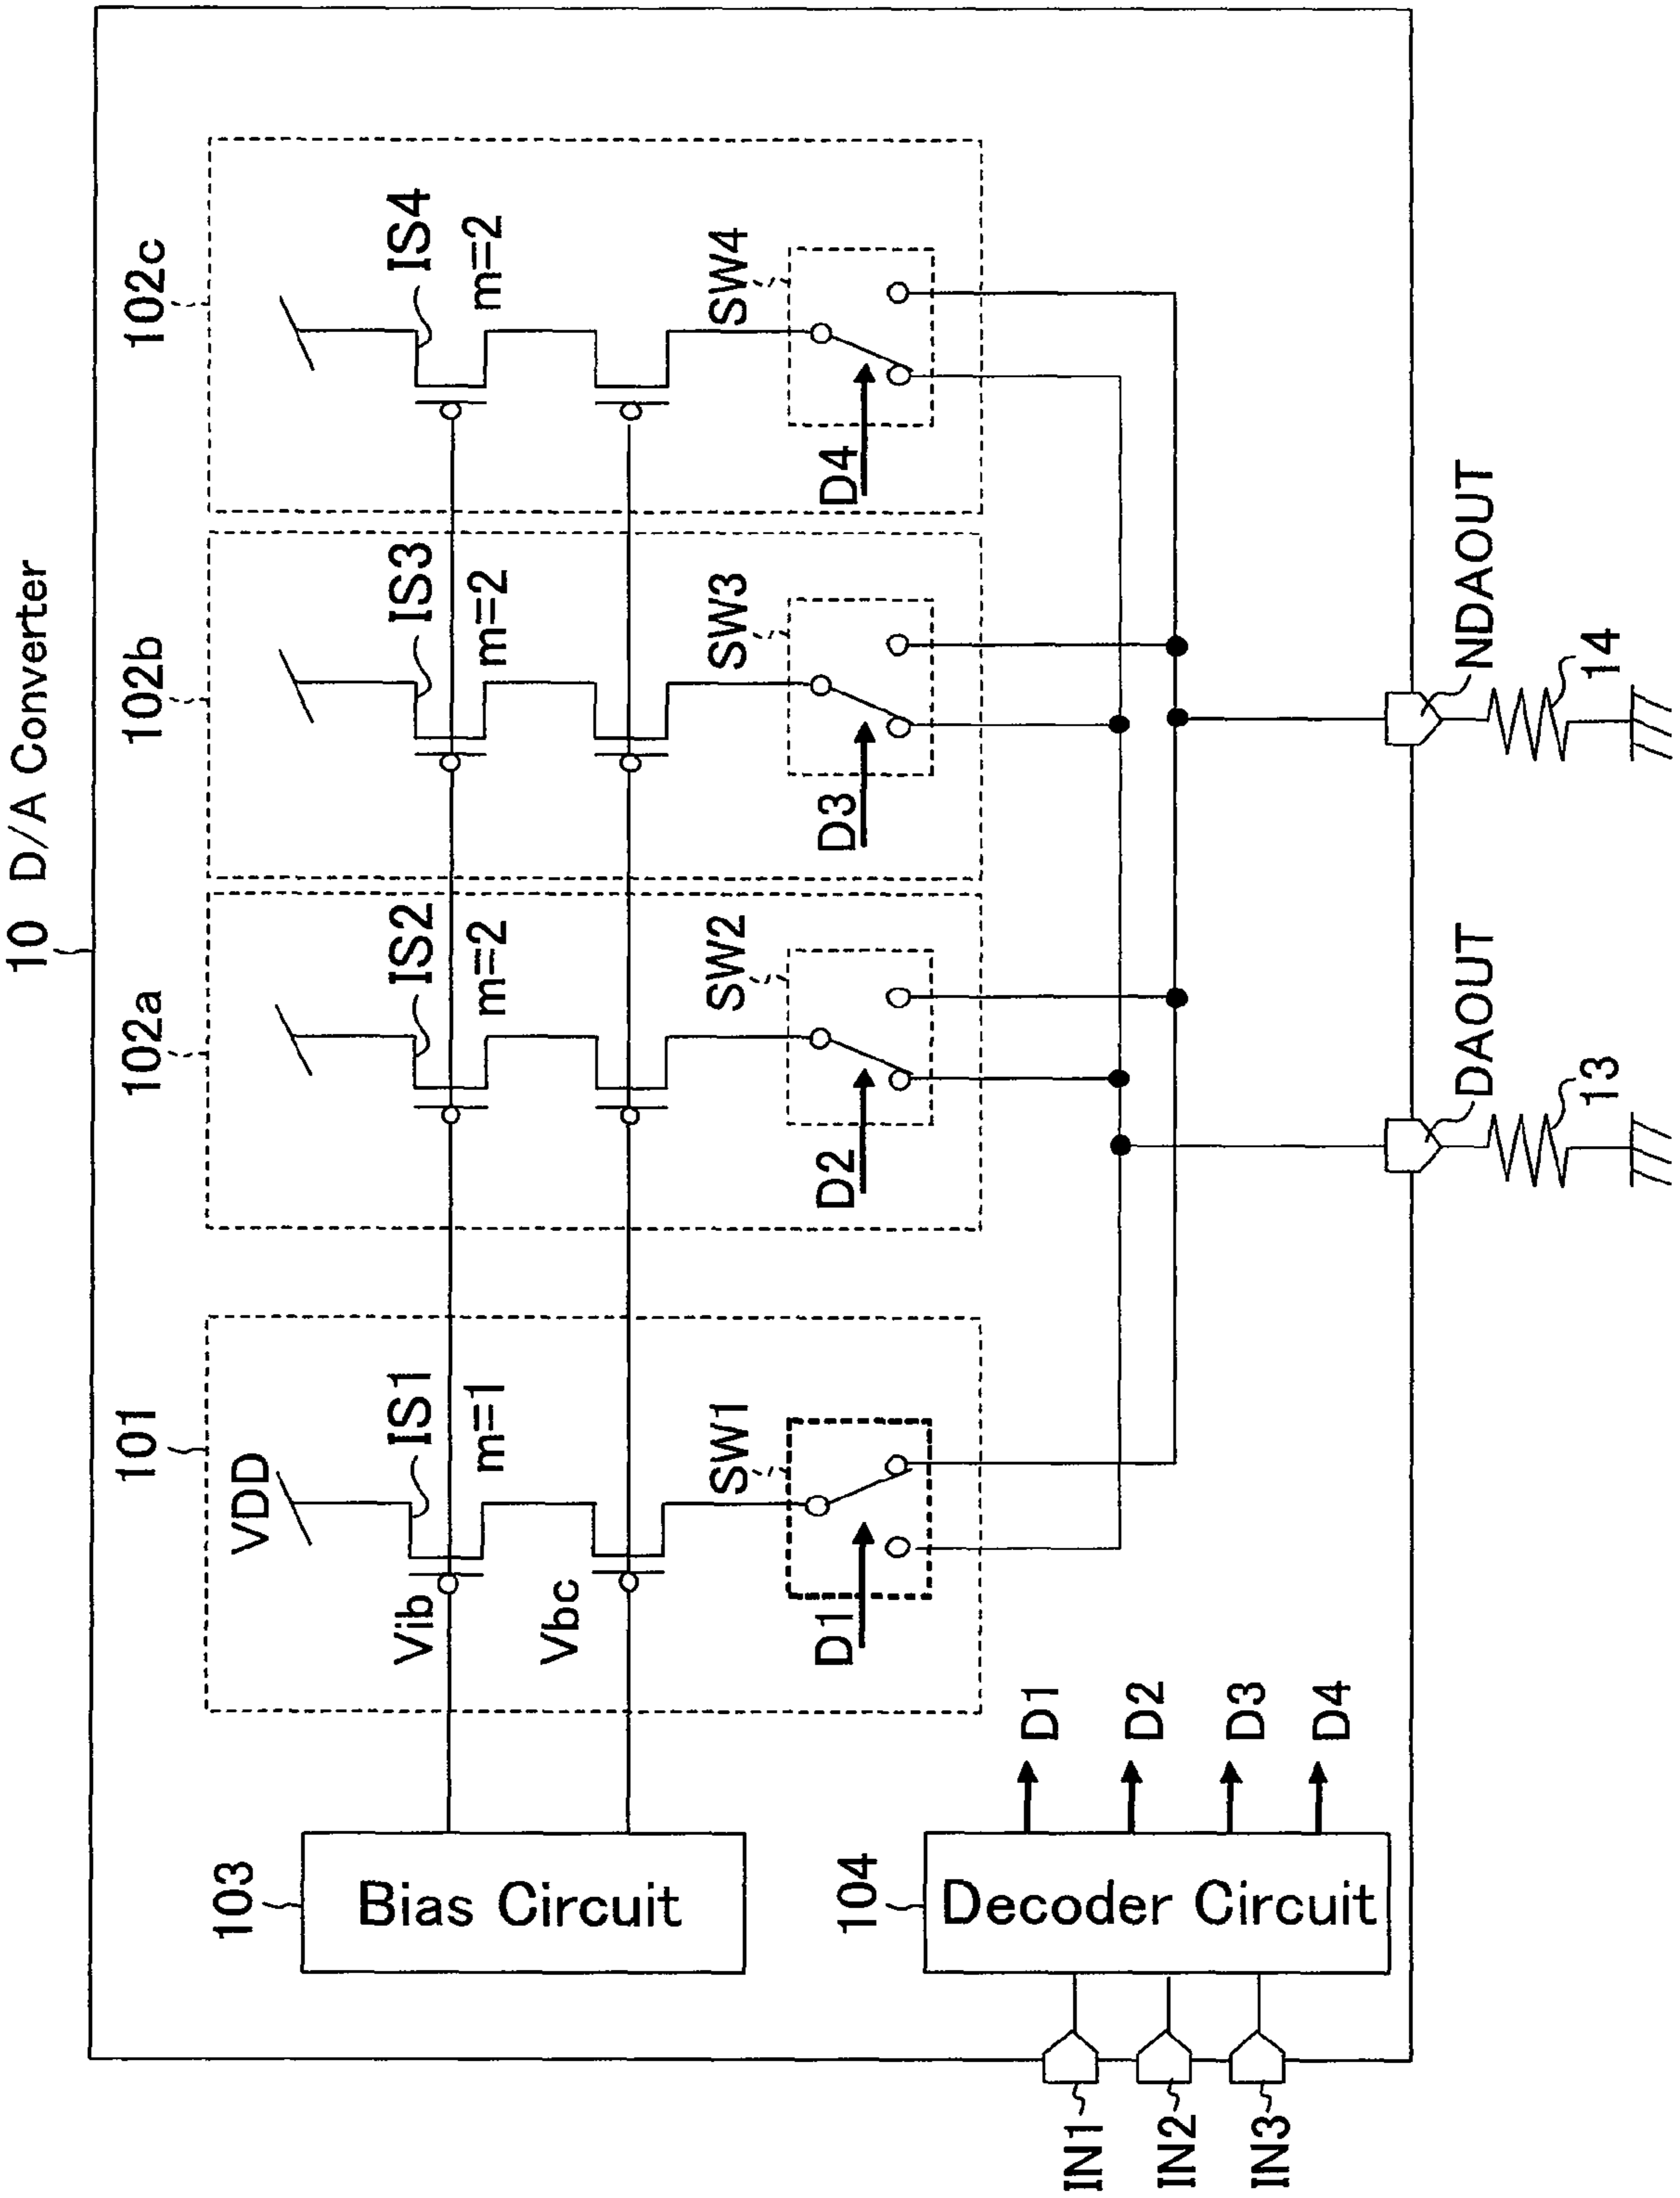 10 D/A Converter
101
102a
102b
102c
VDD
IS1
m=1
IS2
m=2
IS3
m=2
IS4
m=2
103
Bias Circuit
Vib
Vbc
SW1
D1
SW2
D2
SW3
D3
SW4
D4
104
Decoder Circuit
IN1
IN2
IN3
D1
D2
D3
D4
DAOUT
13
NDAOUT
14